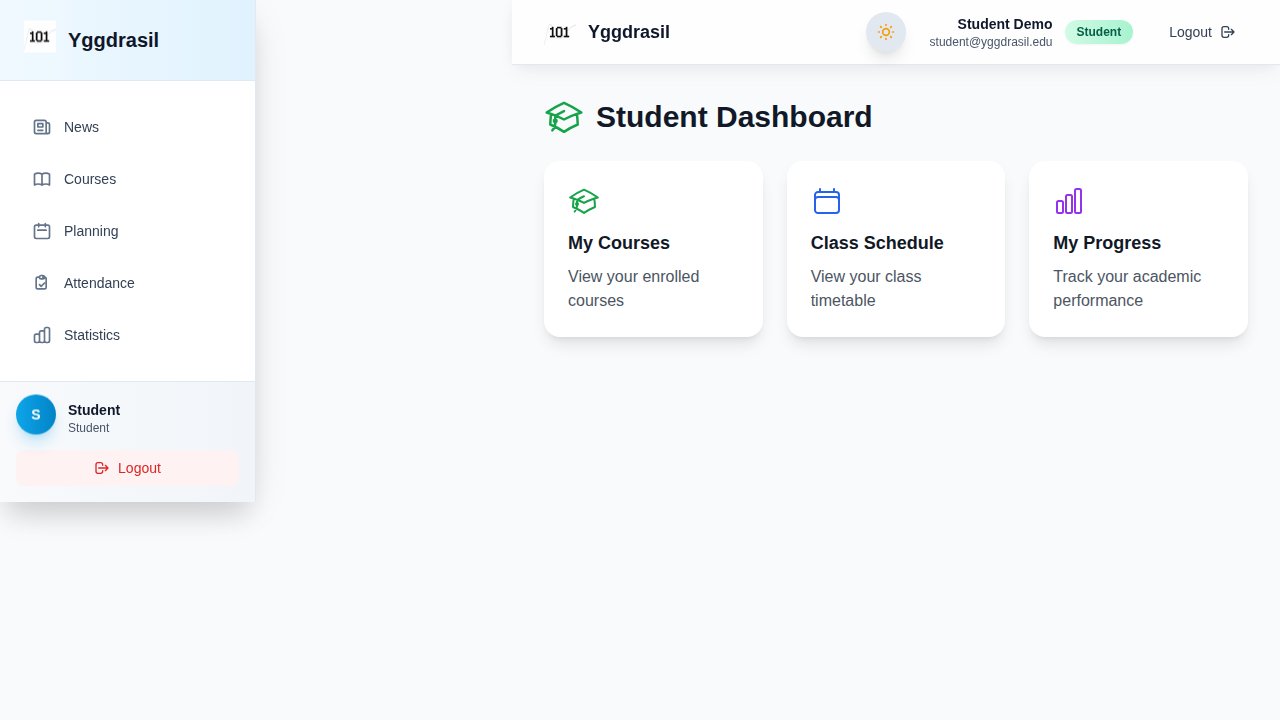 101
Yggdrasil
News
Courses
Planning
Attendance
Statistics
S
Student
Student
Logout
101
Yggdrasil
Student Demo
student@yggdrasil.edu
Student
Logout
Student Dashboard
My Courses
View your enrolled
courses
Class Schedule
View your class
timetable
My Progress
Track your academic
performance